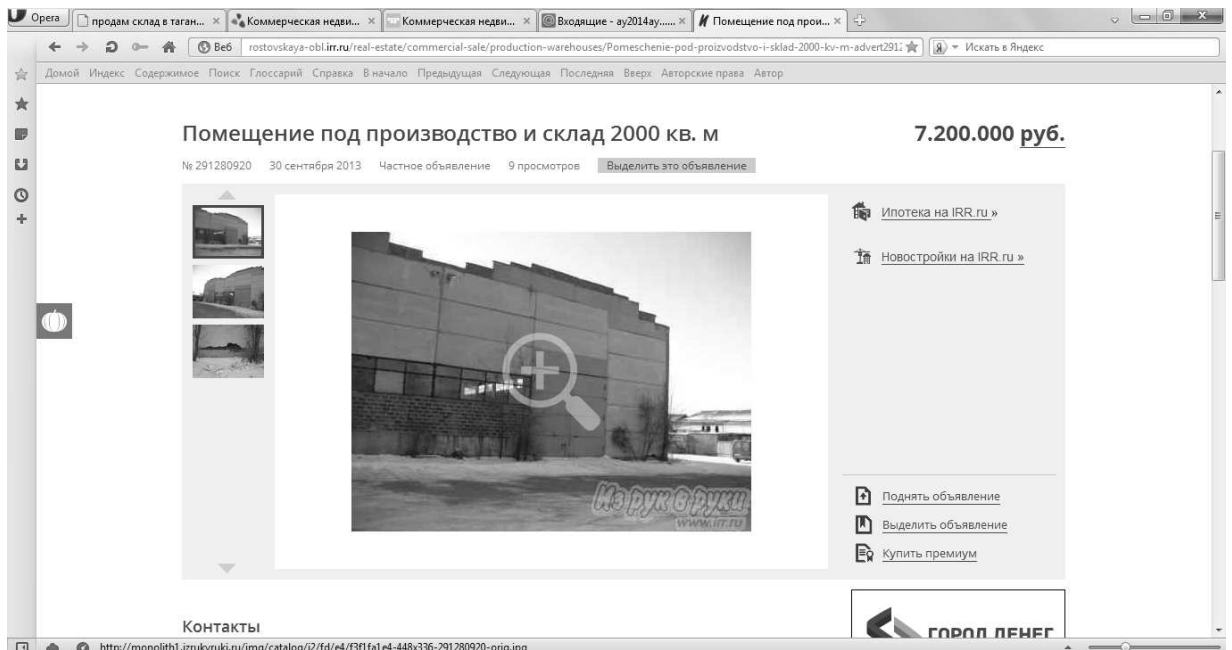 Opera
продам склад в таган...
Коммерческая недви...
Коммерческая недви...
Входящие - ay2014ay......
Помещение под прои...
Веб
rostovskaya-obl.irr.ru/real-estate/commercial-sale/production-warehouses/Pomeschenie-pod-proizvodstvo-i-sklad-2000-kv-m-advert2912
Искать в Яндекс
Домой Индекс Содержимое Поиск Глоссарий Справка В начало Предыдущая Следующая Последняя Вверх Авторские права Автор
Помещение под производство и склад 2000 кв. м
7.200.000 руб.
№ 291280920 30 сентября 2013 Частное объявление 9 просмотров Выделить это объявление
Ипотека на IRR.ru »
Новостройки на IRR.ru »
Из рук в руки
www.irr.ru
Поднять объявление
Выделить объявление
Купить премиум
Контакты
ГОРОД ДЕНЕГ
http://monolith1.izrukvruki.ru/img/catalog/i2/fd/e4/f3f1fa1e4-448x336-291280920-orig.jpg